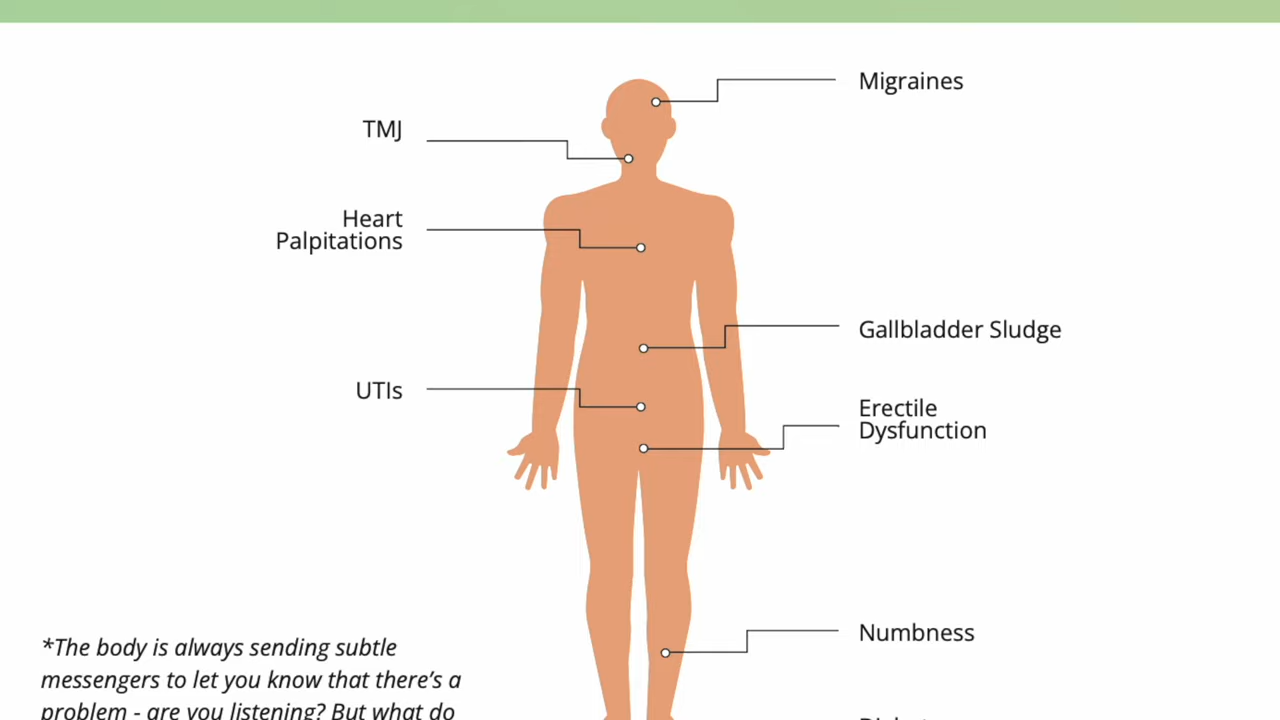 Migraines
TMJ
Heart
Palpitations
Gallbladder Sludge
UTIs
Erectile
Dysfunction
Numbness
*The body is always sending subtle
messengers to let you know that there's a
problem - are you listening? But what do